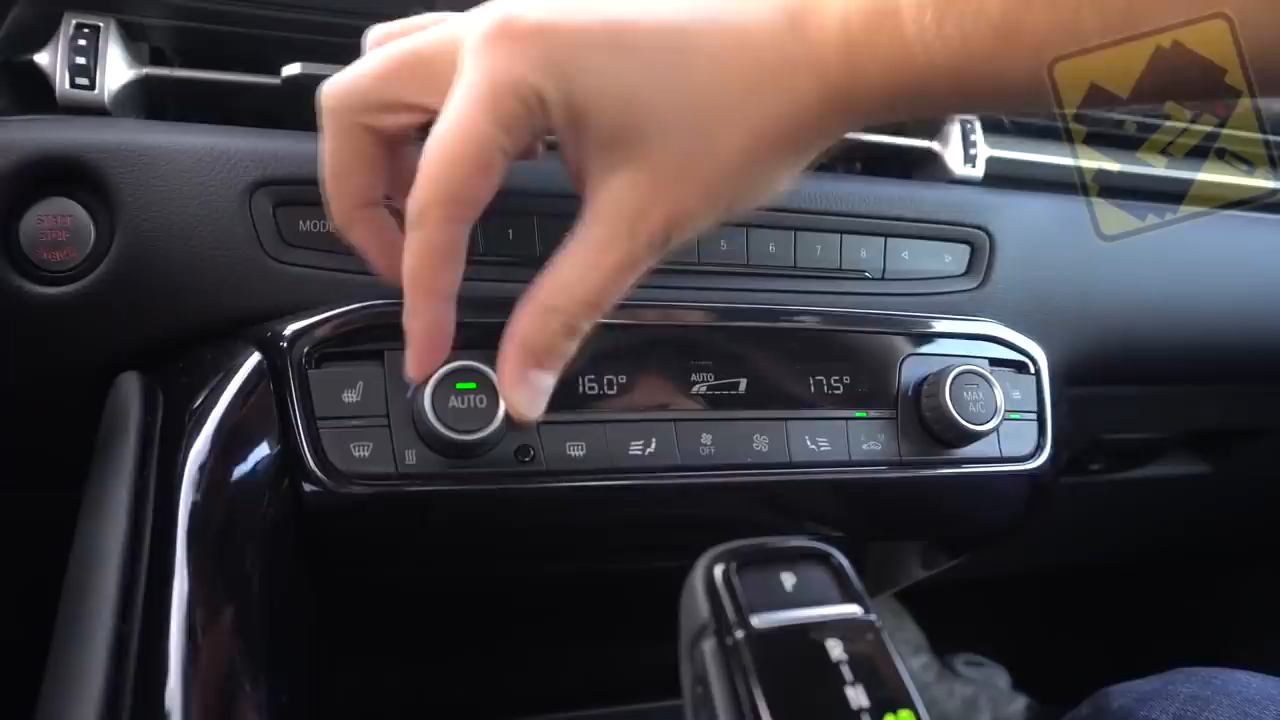 START
STOP
MODE
1
5
6
7
8
AUTO
16.0°
AUTO
17.5°
MAX
A/C
OFF
P
R
N